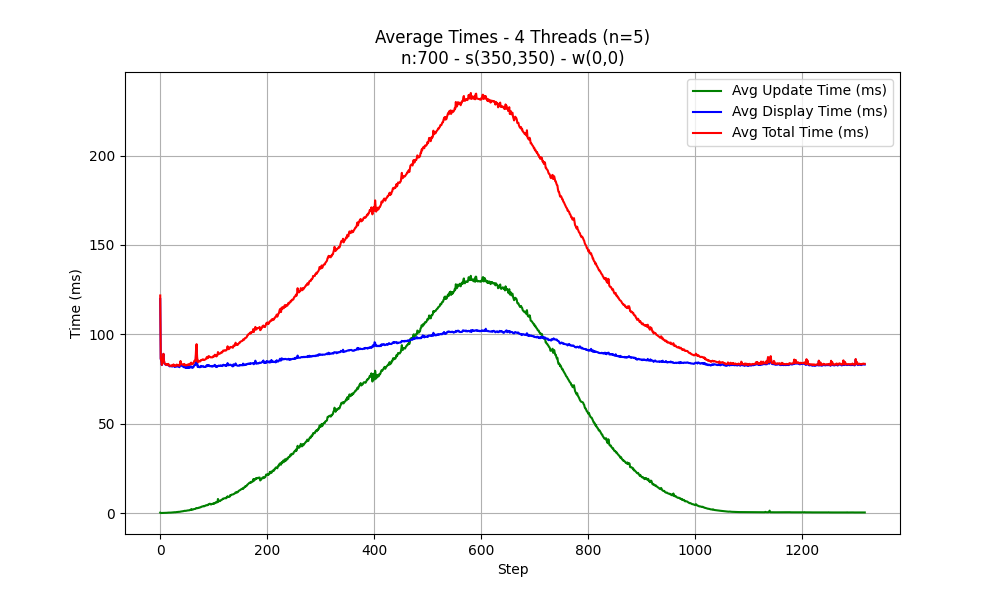 Average Times - 4 Threads (n=5)
n:700 - s(350,350) - w(0,0)
Avg Update Time (ms)
Avg Display Time (ms)
Avg Total Time (ms)
Time (ms)
200
150
100
50
0
0 200 400 600 800 1000 1200
Step